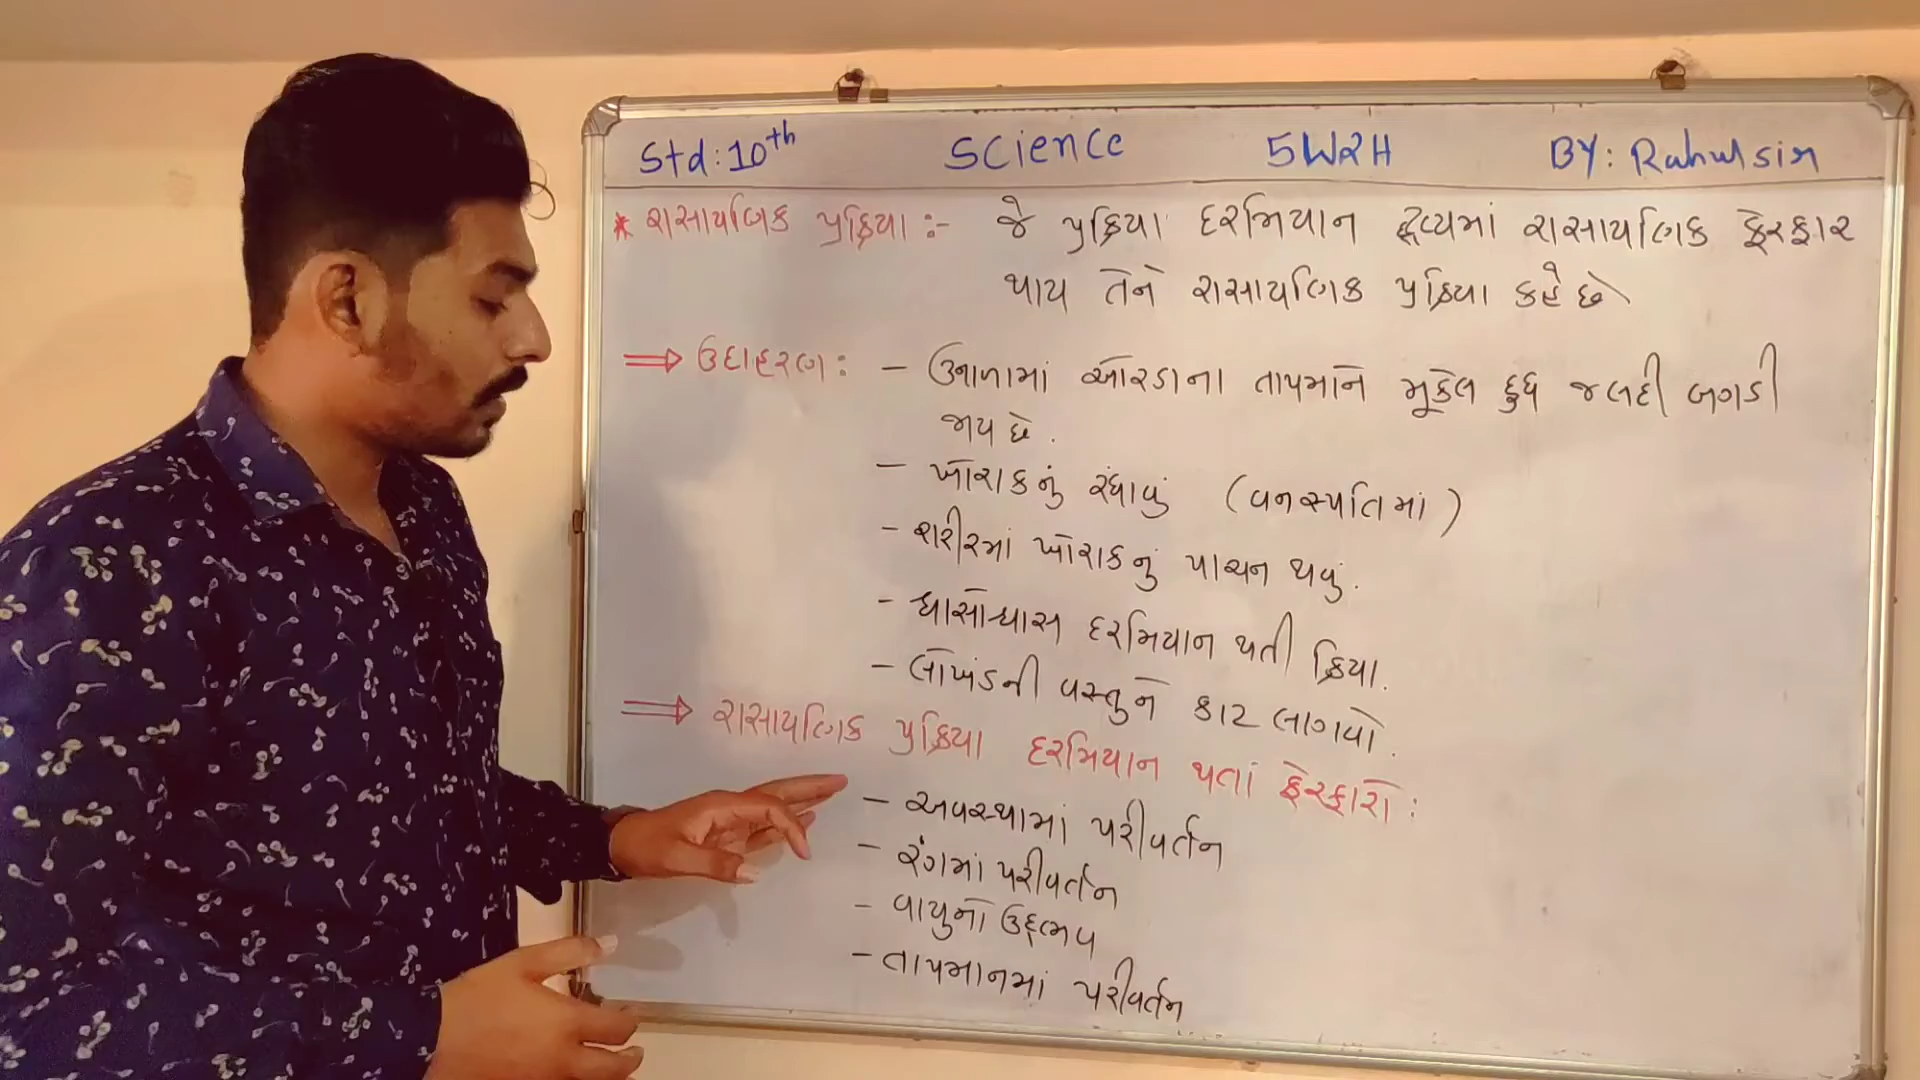 Std: 10th Science 5W2H BY: Rahul sir
* રાસાયણિક પ્રક્રિયા :- જે પ્રક્રિયા દરમિયાન દ્રવ્યમાં રાસાયણિક ફેરફાર
થાય તેને રાસાયણિક પ્રક્રિયા કહે છે
⇒ ઉદાહરણ : - ઉનાળામાં ઓરડાના તાપમાને મૂકેલ દુધ જલદી બગડી
જાય છે.
- ખોરાકનું રંધાવું (વનસ્પતિમાં)
- શરીરમાં ખોરાકનું પાચન થવું.
- શ્વાસોશ્વાસ દરમિયાન થતી ક્રિયા.
- લોખંડની વસ્તુને કાટ લાગવો.
⇒ રાસાયણિક પ્રક્રિયા દરમિયાન થતાં ફેરફારો :
- અવસ્થામાં પરીવર્તન
- રંગમાં પરીવર્તન
- વાયુનો ઉદ્દભવ
- તાપમાનમાં પરીવર્તન